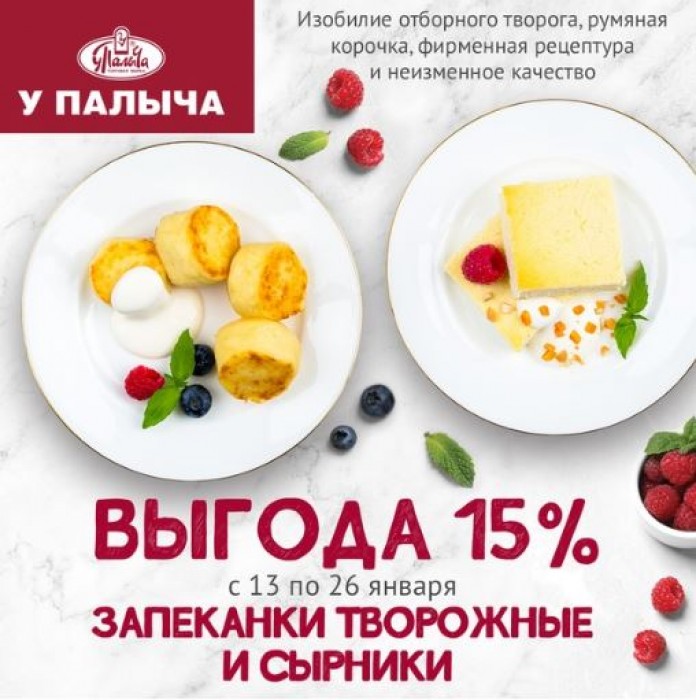 У Палыча
У ПАЛЫЧА
Изобилие отборного творога, румяная
корочка, фирменная рецептура
и неизменное качество
ВЫГОДА 15%
с 13 по 26 января
ЗАПЕКАНКИ ТВОРОЖНЫЕ
И СЫРНИКИ